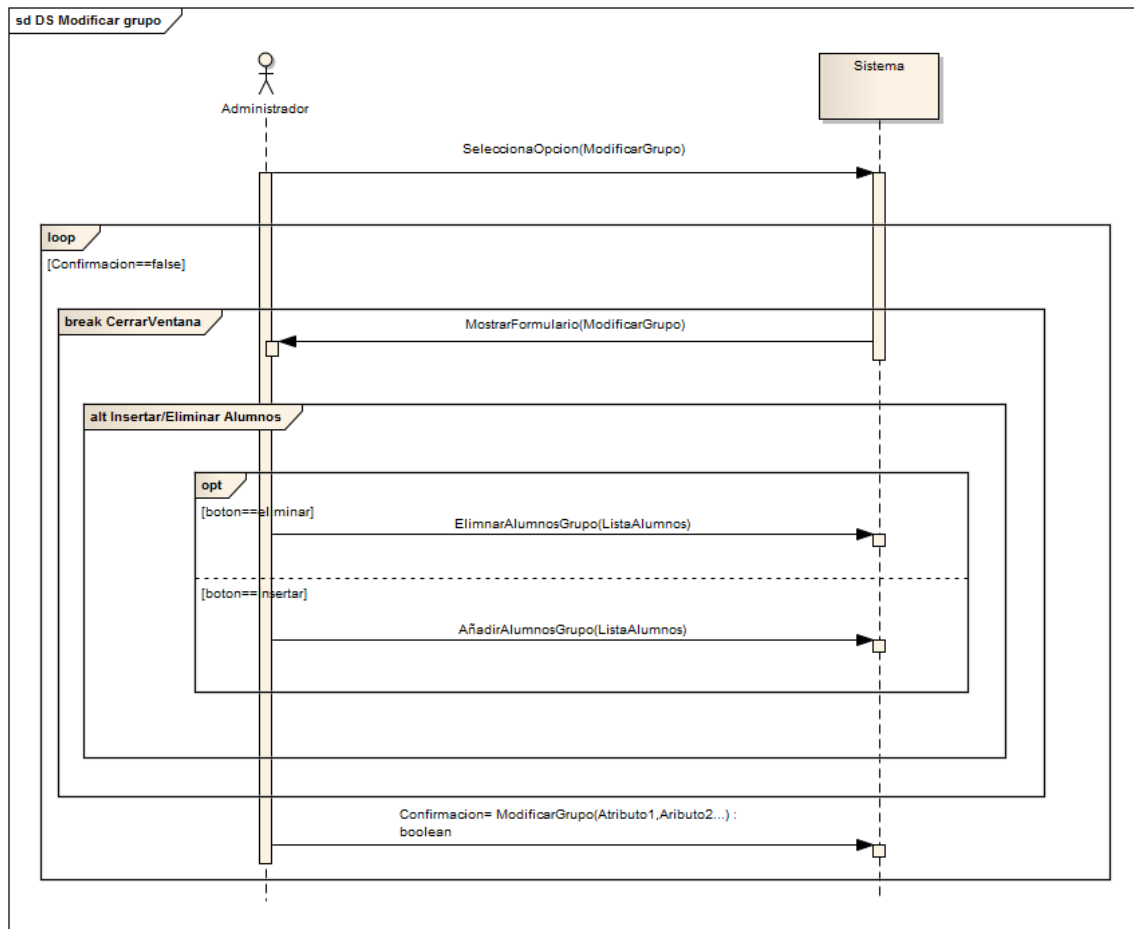 sd DS Modificar grupo
Administrador
Sistema
SeleccionaOpcion(ModificarGrupo)
loop
[Confirmacion==false]
break CerrarVentana
MostrarFormulario(ModificarGrupo)
alt Insertar/Eliminar Alumnos
opt
[boton==eliminar]
ElimnarAlumnosGrupo(ListaAlumnos)
[boton==Insertar]
AñadirAlumnosGrupo(ListaAlumnos)
Confirmacion= ModificarGrupo(Atributo1,Aributo2...) :
boolean